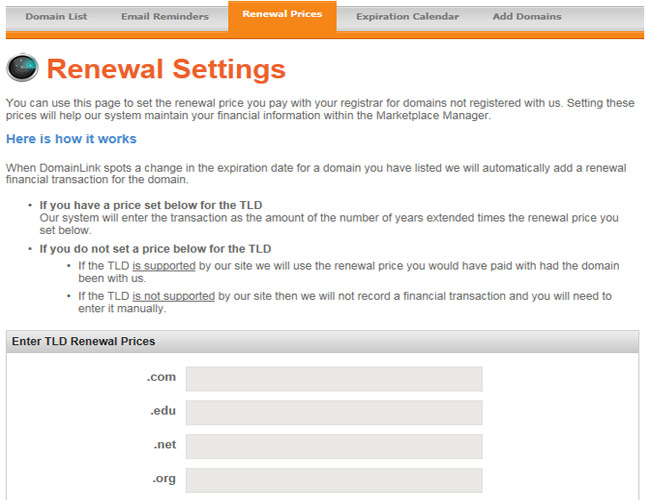 Domain List Email Reminders Renewal Prices Expiration Calendar Add Domains
Renewal Settings
You can use this page to set the renewal price you pay with your registrar for domains not registered with us. Setting these
prices will help our system maintain your financial information within the Marketplace Manager.
Here is how it works
When DomainLink spots a change in the expiration date for a domain you have listed we will automatically add a renewal
financial transaction for the domain.
• If you have a price set below for the TLD
Our system will enter the transaction as the amount of the number of years extended times the renewal price you
set below.
• If you do not set a price below for the TLD
• If the TLD is supported by our site we will use the renewal price you would have paid with had the domain
been with us.
• If the TLD is not supported by our site then we will not record a financial transaction and you will need to
enter it manually.
Enter TLD Renewal Prices
.com
.edu
.net
.org